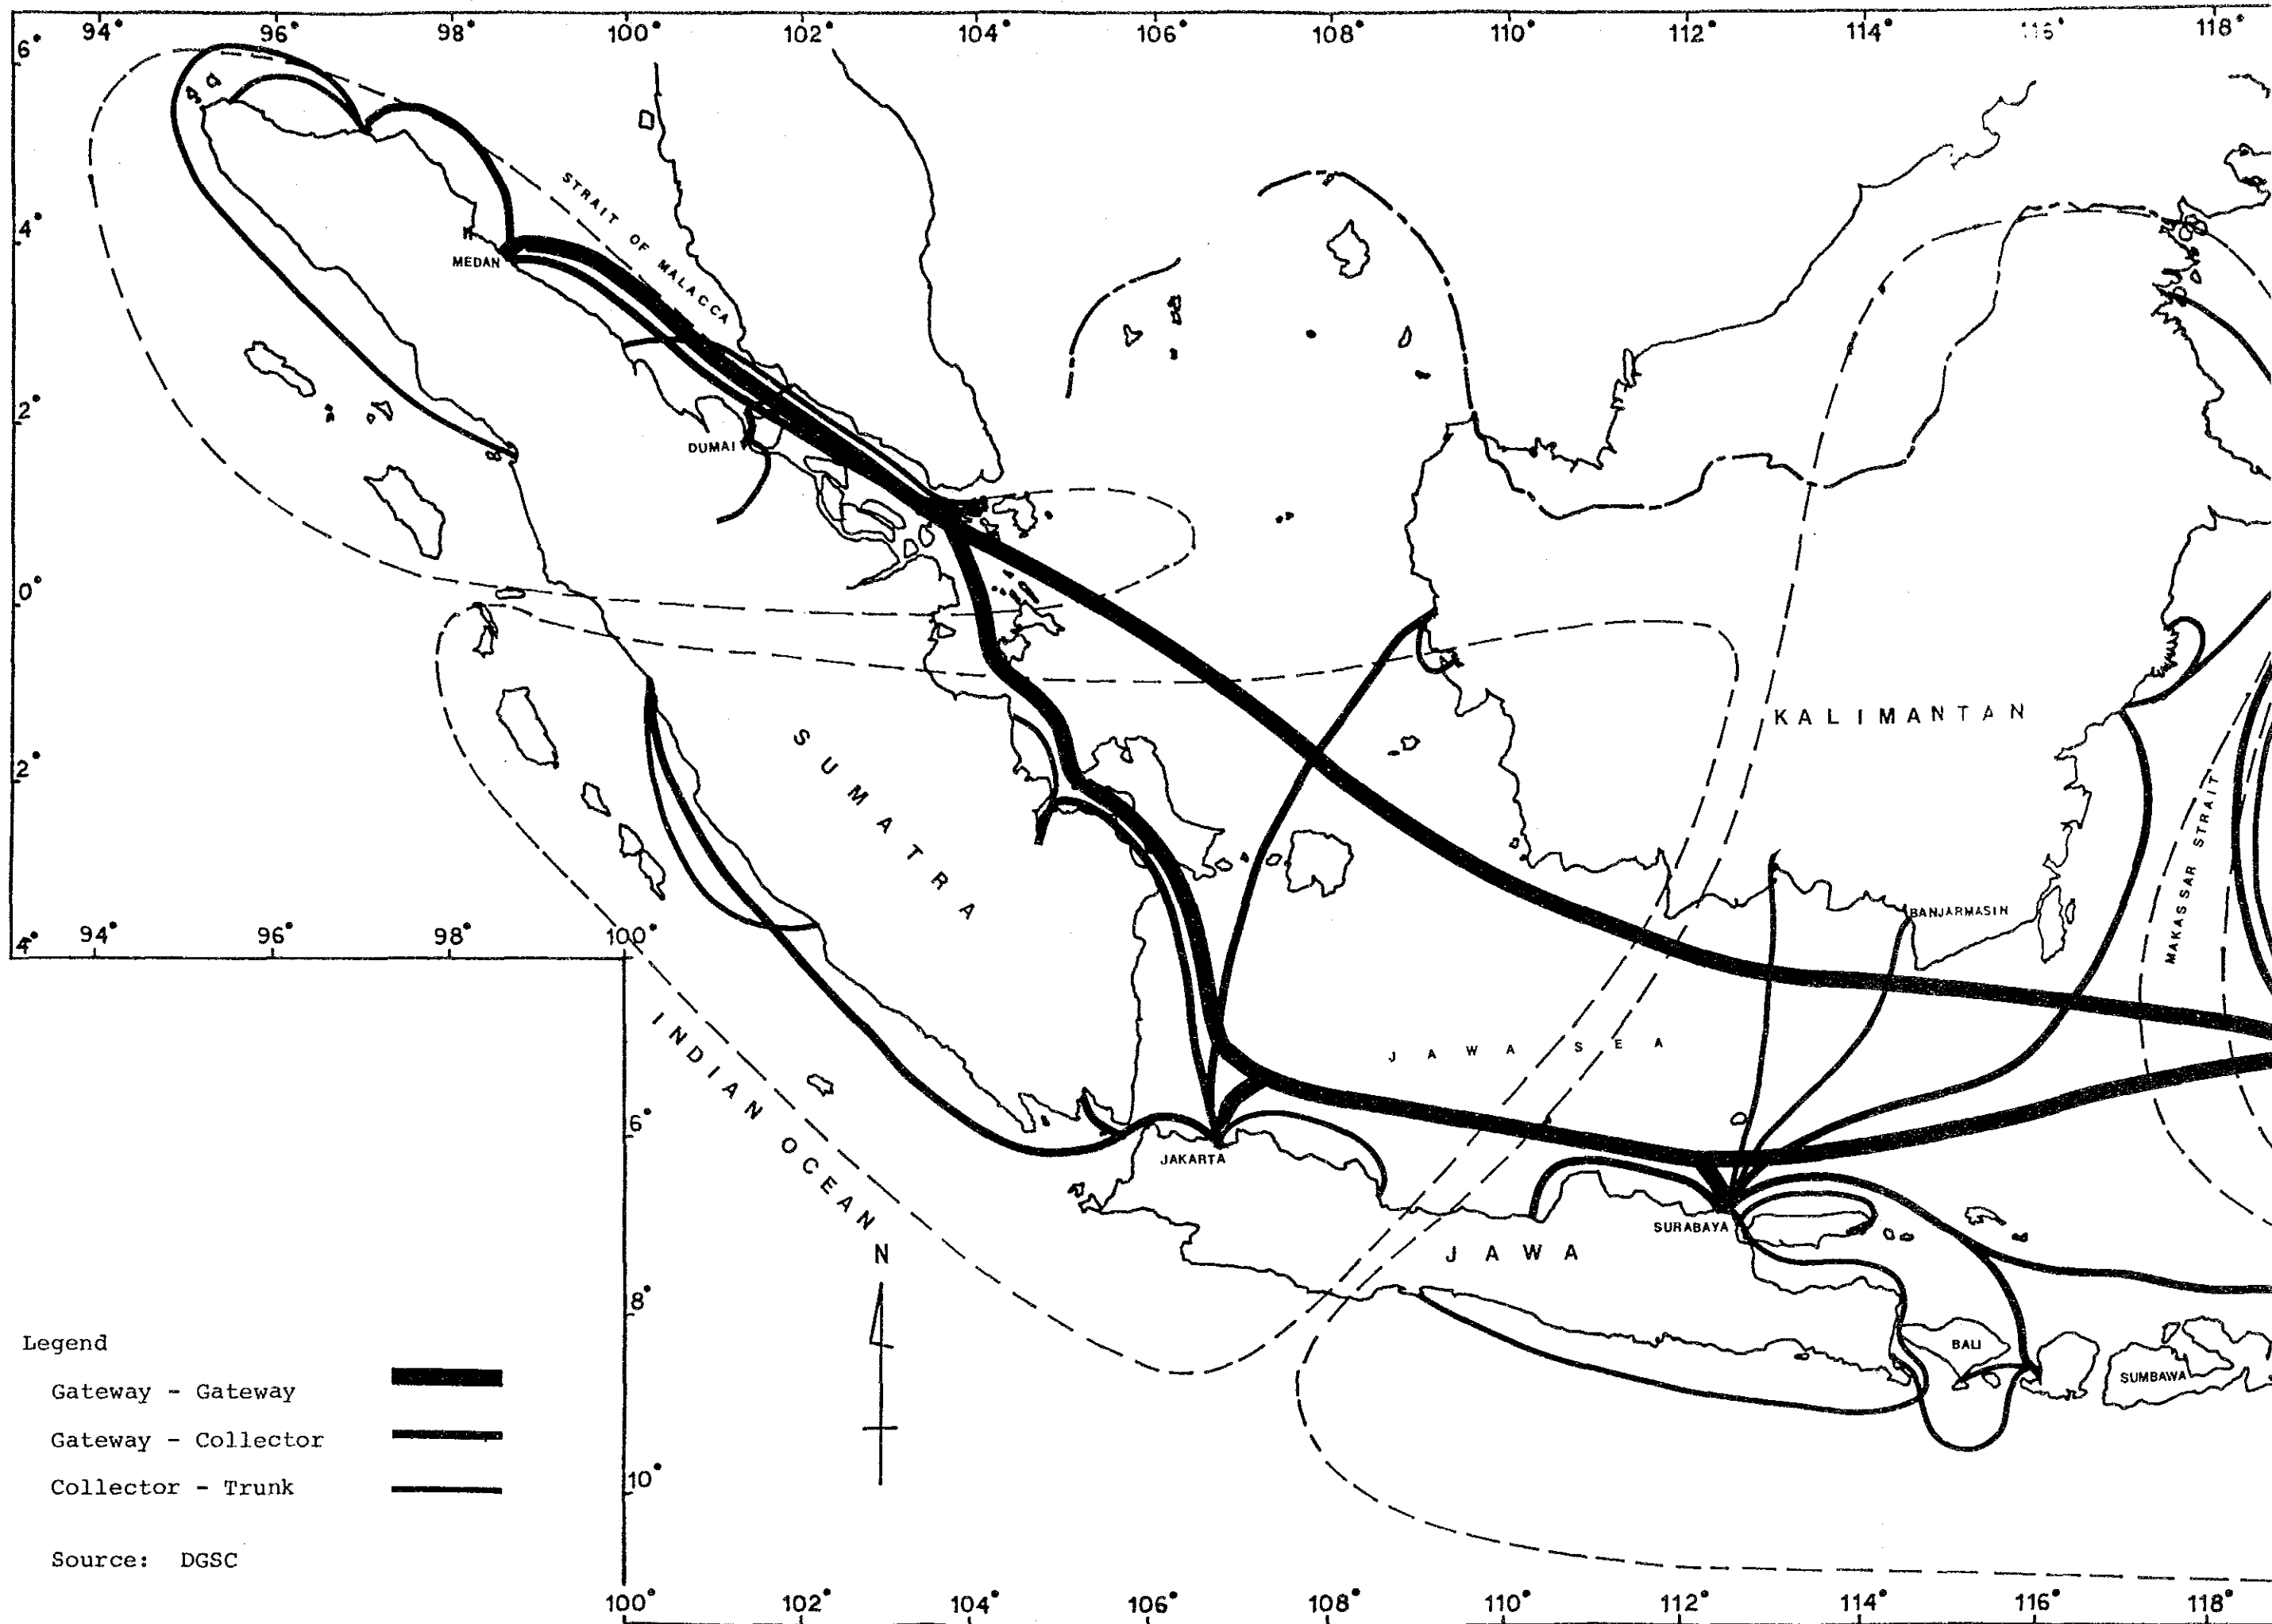 94° 96° 98° 100° 102° 104° 106° 108° 110° 112° 114° 116° 118°
6°
4°
2°
0°
2°
4°
STRAIT OF MALACCA
MEDAN
DUMAI
SUMATRA
KALIMANTAN
MAKASSAR STRAIT
BANJARMASIN
94° 96° 98° 100°
INDIAN OCEAN
JAWA SEA
6°
JAKARTA
SURABAYA
JAWA
N
8°
BALI
SUMBAWA
10°
Legend
Gateway - Gateway
Gateway - Collector
Collector - Trunk
Source: DGSC
100° 102° 104° 106° 108° 110° 112° 114° 116° 118°